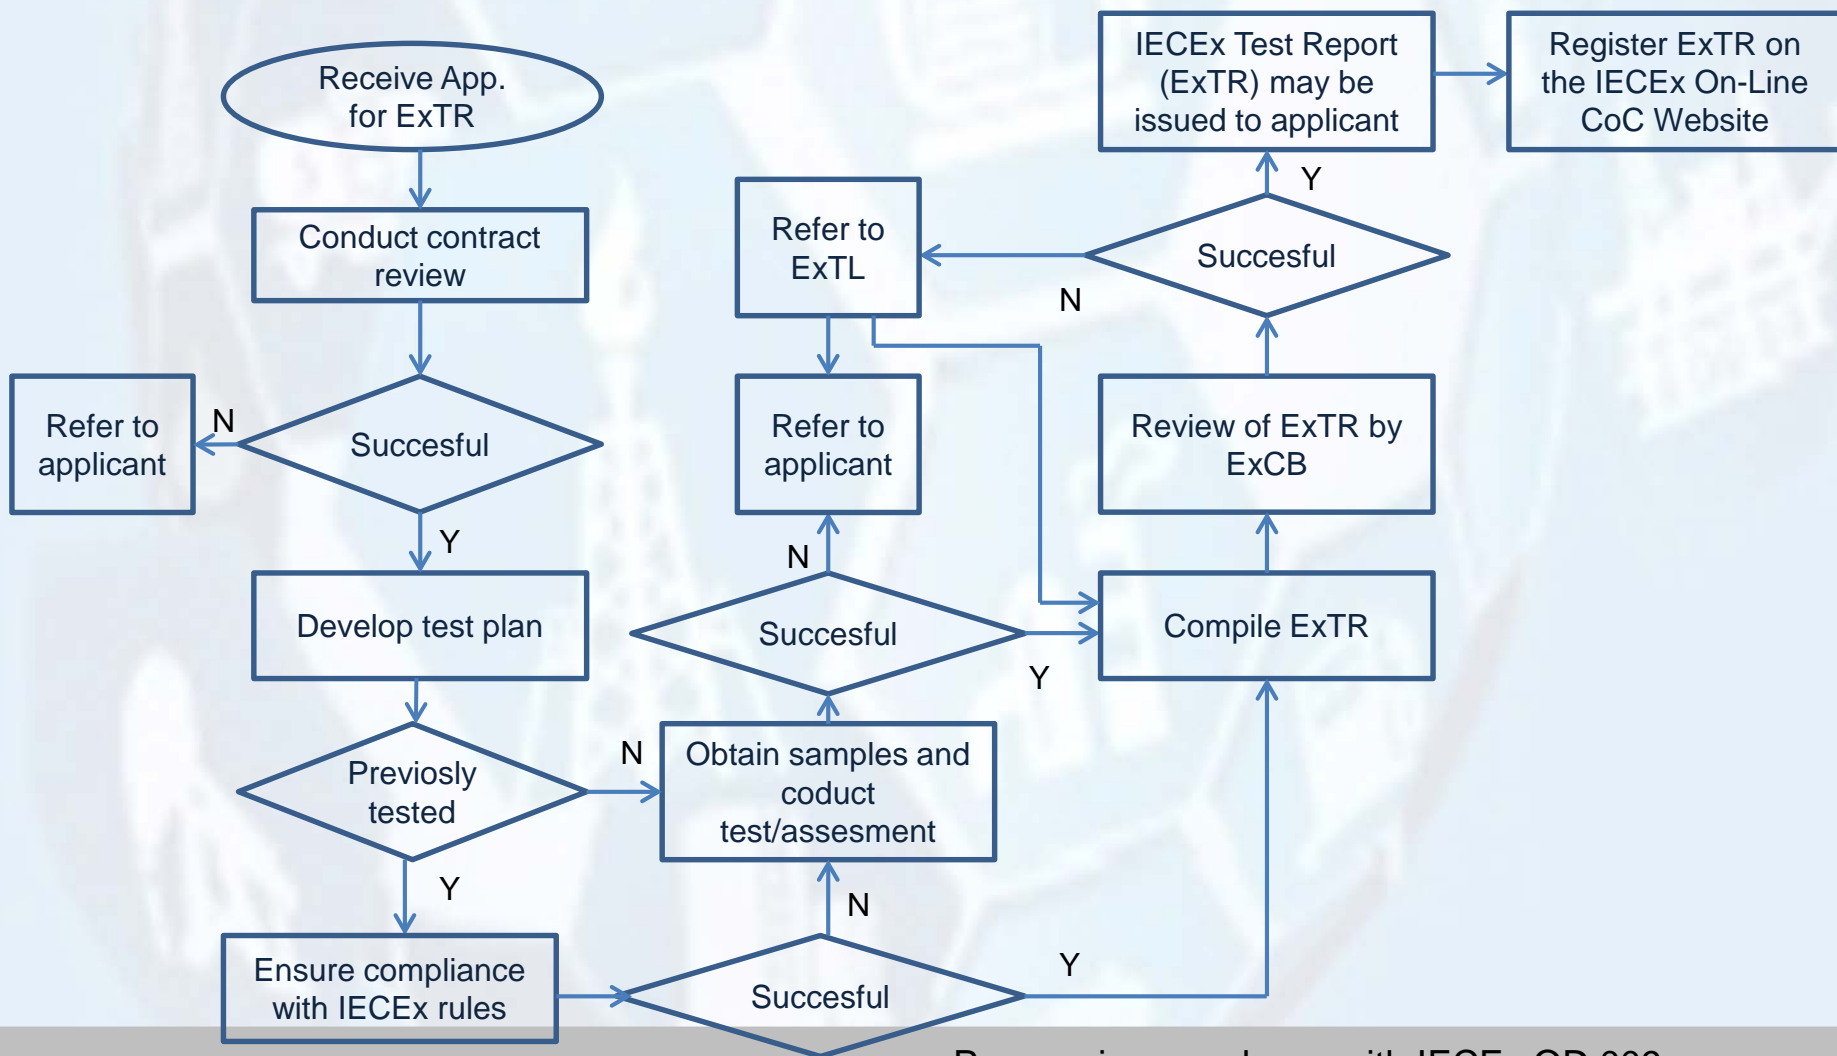 Receive App.
for ExTR
Conduct contract
review
Succesful
N
Refer to
applicant
Y
Develop test plan
Previosly
tested
N
Y
Ensure compliance
with IECEx rules
Succesful
N
Y
Obtain samples and
coduct
test/assesment
Succesful
N
Y
Refer to
applicant
Refer to
ExTL
Compile ExTR
Review of ExTR by
ExCB
Succesful
N
Y
IECEx Test Report
(ExTR) may be
issued to applicant
Register ExTR on
the IECEx On-Line
CoC Website